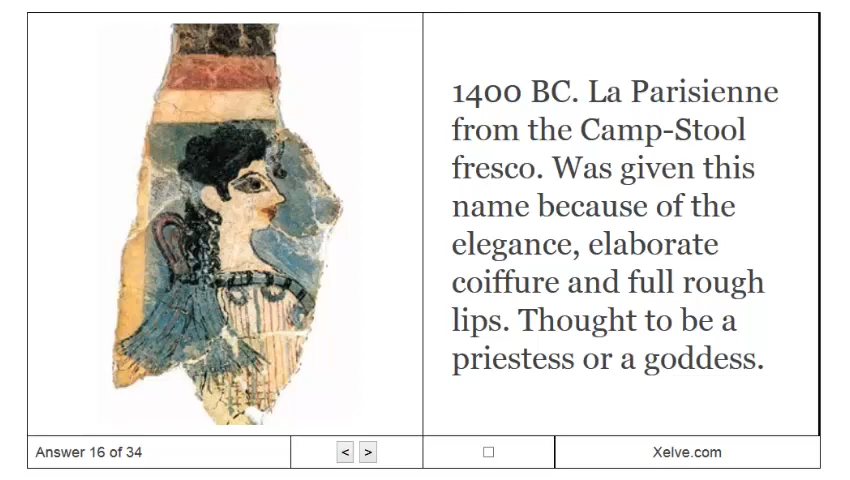 1400 BC. La Parisienne
from the Camp-Stool
fresco. Was given this
name because of the
elegance, elaborate
coiffure and full rough
lips. Thought to be a
priestess or a goddess.
Answer 16 of 34
< >
Xelve.com